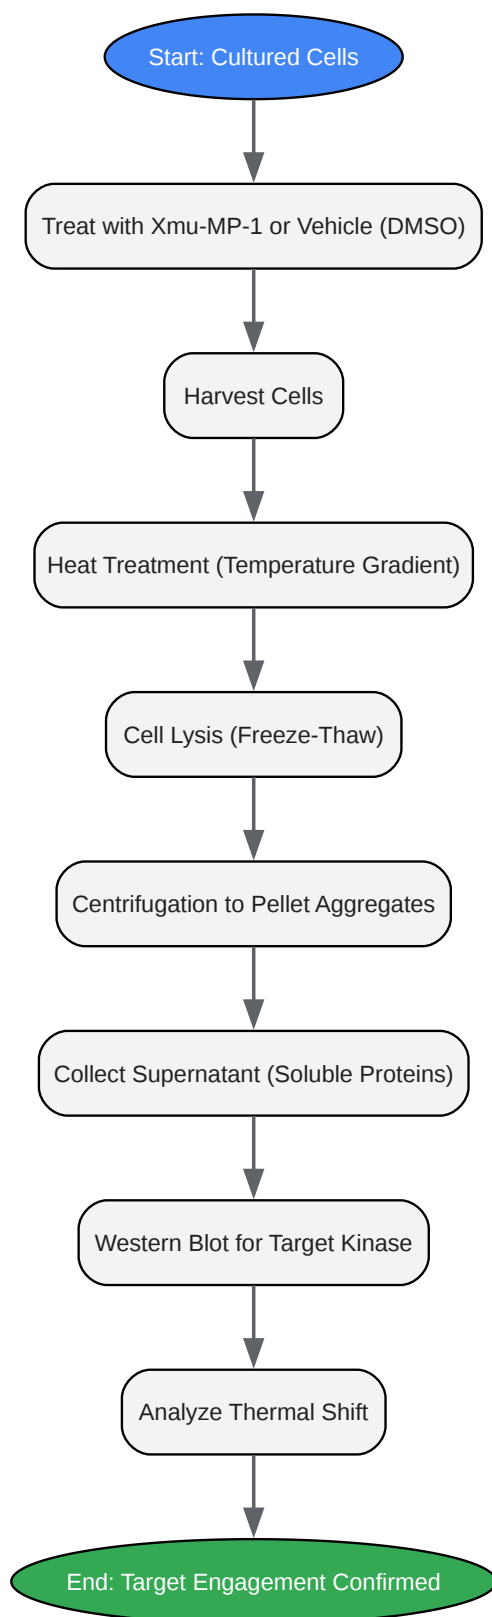 Start: Cultured Cells
Treat with Xmu-MP-1 or Vehicle (DMSO)
Harvest Cells
Heat Treatment (Temperature Gradient)
Cell Lysis (Freeze-Thaw)
Centrifugation to Pellet Aggregates
Collect Supernatant (Soluble Proteins)
Western Blot for Target Kinase
Analyze Thermal Shift
End: Target Engagement Confirmed